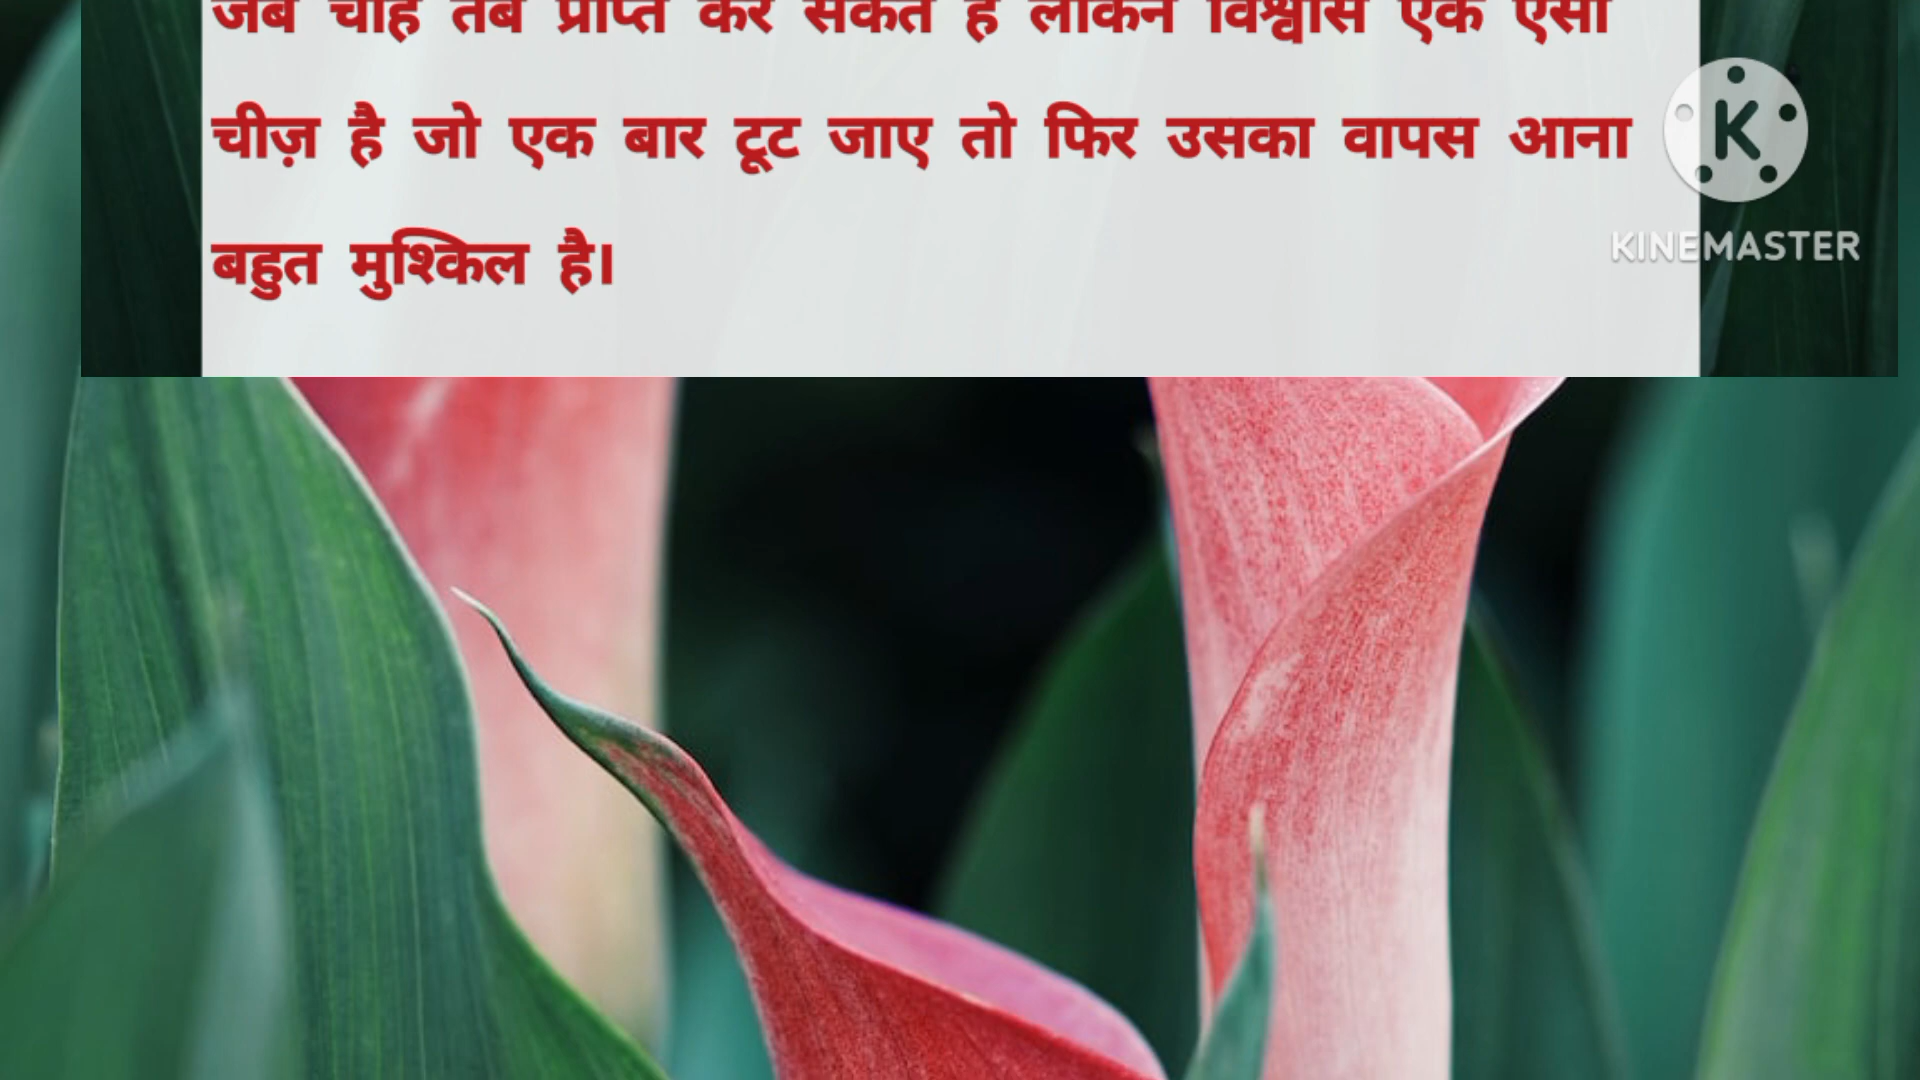 जब चाहे तब प्राप्त कर सकते है लेकिन विश्वास एक ऐसी
चीज़ है जो एक बार टूट जाए तो फिर उसका वापस आना
बहुत मुश्किल है।
K
KINEMASTER